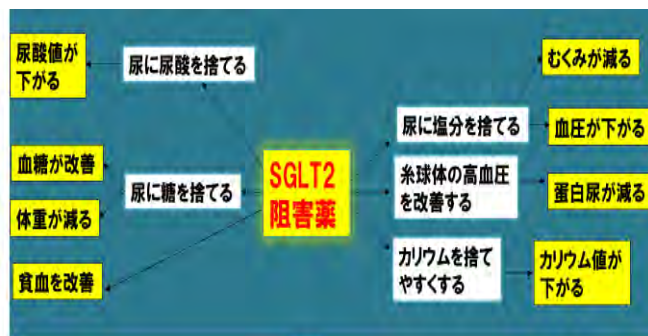 尿酸値が
下がる
尿に尿酸を捨てる
血糖が改善
尿に糖を捨てる
体重が減る
貧血を改善
SGLT2
阻害薬
むくみが減る
尿に塩分を捨てる
血圧が下がる
糸球体の高血圧
を改善する
蛋白尿が減る
カリウムを捨て
やすくする
カリウム値が
下がる